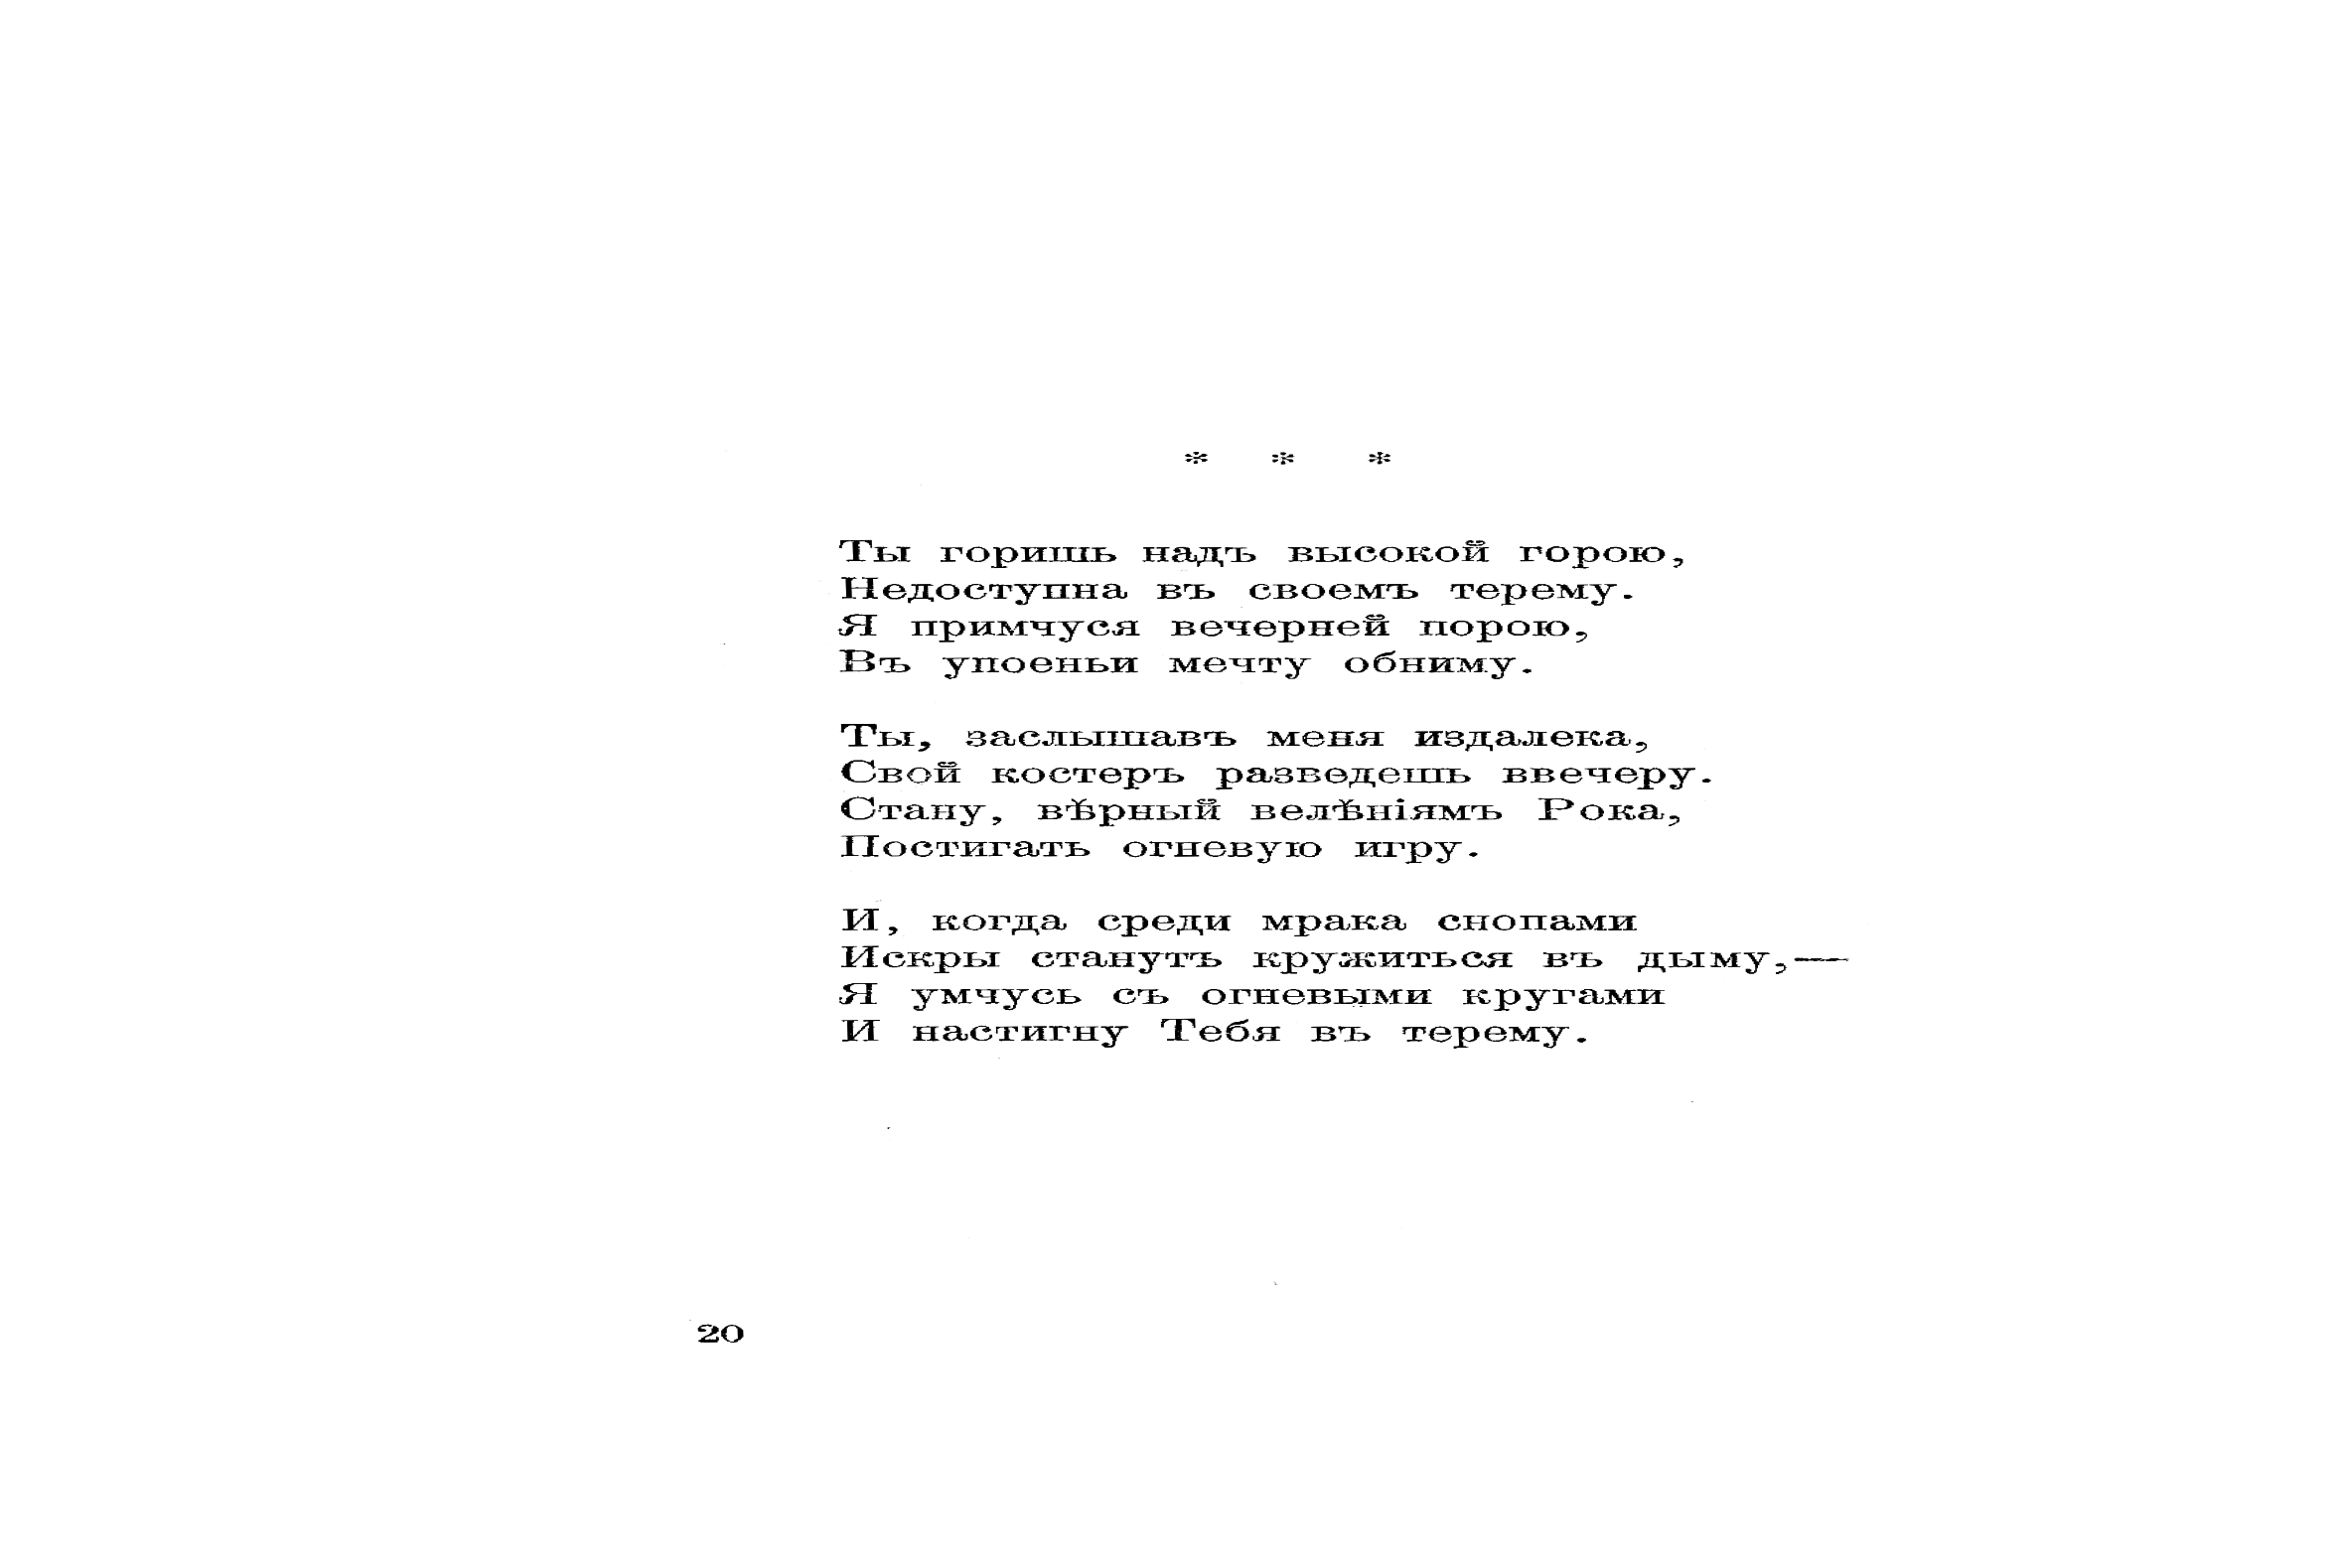 * * *
Ты горишь надъ высокой горою,
Недоступна въ своемъ терему.
Я примчуся вечерней порою,
Въ упоеньи мечту обниму.
Ты, заслышавъ меня издалека,
Свой костеръ разведешь ввечеру.
Стану, вѣрный велѣніямъ Рока,
Постигать огневую игру.
И, когда среди мрака снопами
Искры станутъ кружиться въ дыму,—
Я умчусь съ огневыми кругами
И настигну Тебя въ терему.
20